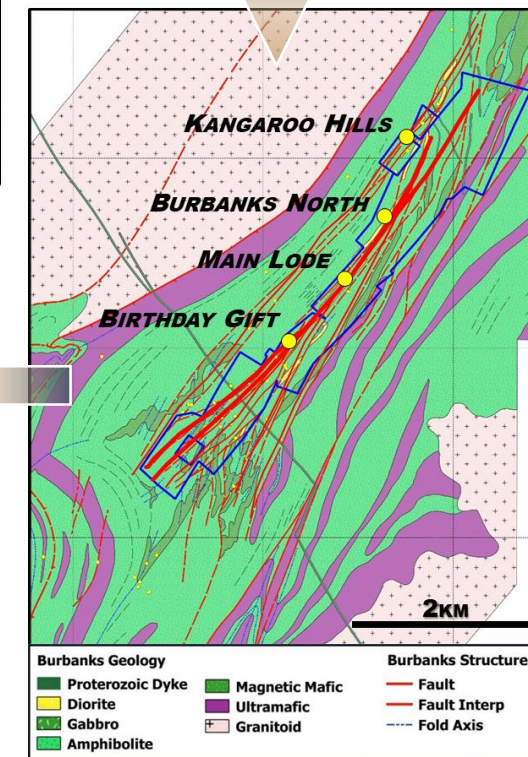 KANGAROO HILLS
BURBANKS NORTH
MAIN LODE
BIRTHDAY GIFT
2KM
Burbanks Geology
Proterozoic Dyke
Diorite
Gabbro
Amphibolite
Magnetic Mafic
Ultramafic
Granitoid
Burbanks Structure
Fault
Fault Interp
Fold Axis